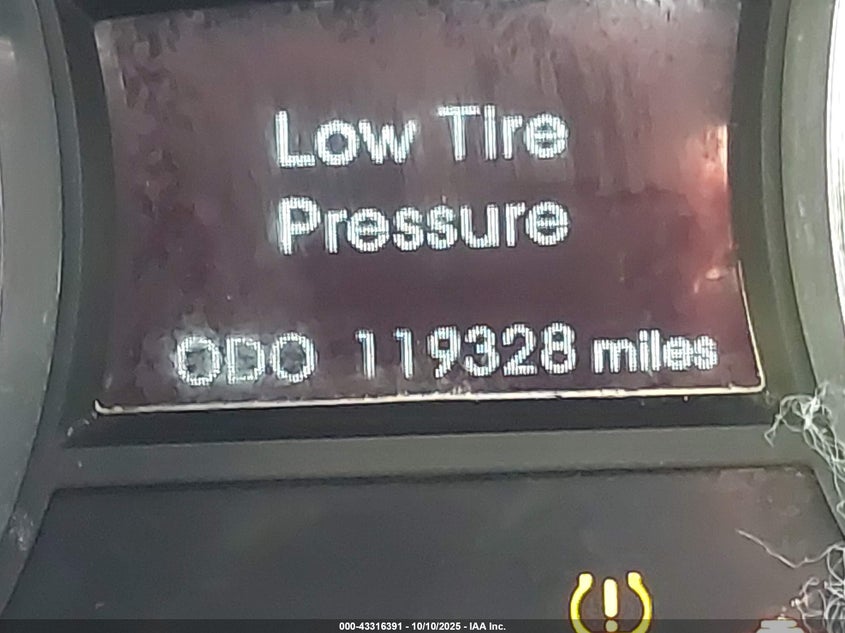 Low Tire
Pressure
ODO 119328 miles
000-43316391 - 10/10/2025 - IAA Inc.